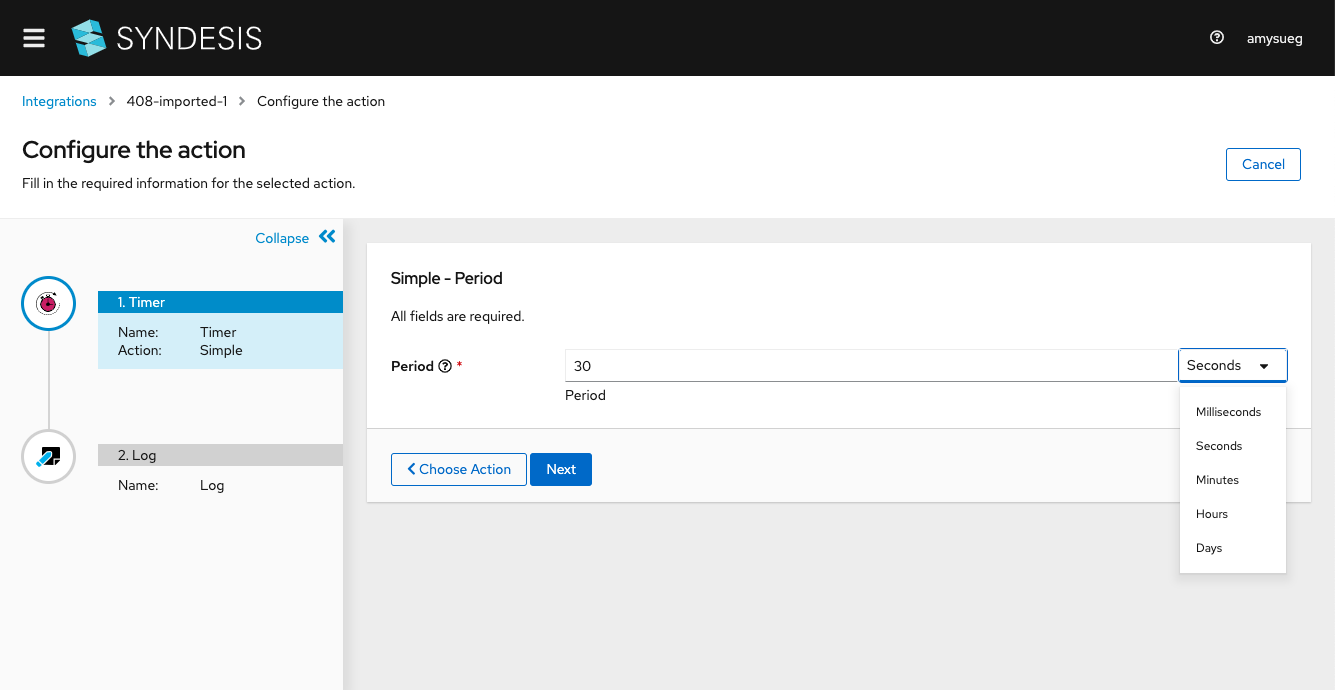 SYNDESIS
amysueg
Integrations > 408-imported-1 > Configure the action
Configure the action
Fill in the required information for the selected action.
Cancel
Collapse
1. Timer
Name: Timer
Action: Simple
2. Log
Name: Log
Simple - Period
All fields are required.
Period * 30 Seconds
Period
Milliseconds
Seconds
Minutes
Hours
Days
Choose Action Next